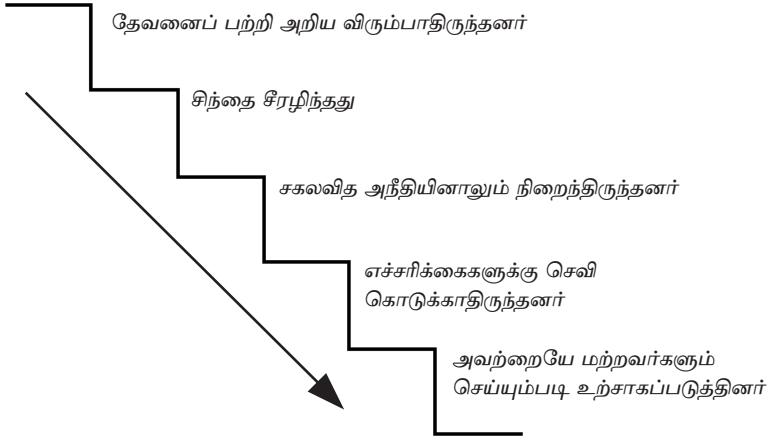 தேவனைப் பற்றி அறிய விரும்பாதிருந்தனர்
சிந்தை சீரழிந்தது
சகலவித அநீதியினாலும் நிறைந்திருந்தனர்
எச்சரிக்கைகளுக்கு செவி
கொடுக்காதிருந்தனர்
அவற்றையே மற்றவர்களும்
செய்யும்படி உற்சாகப்படுத்தினர்